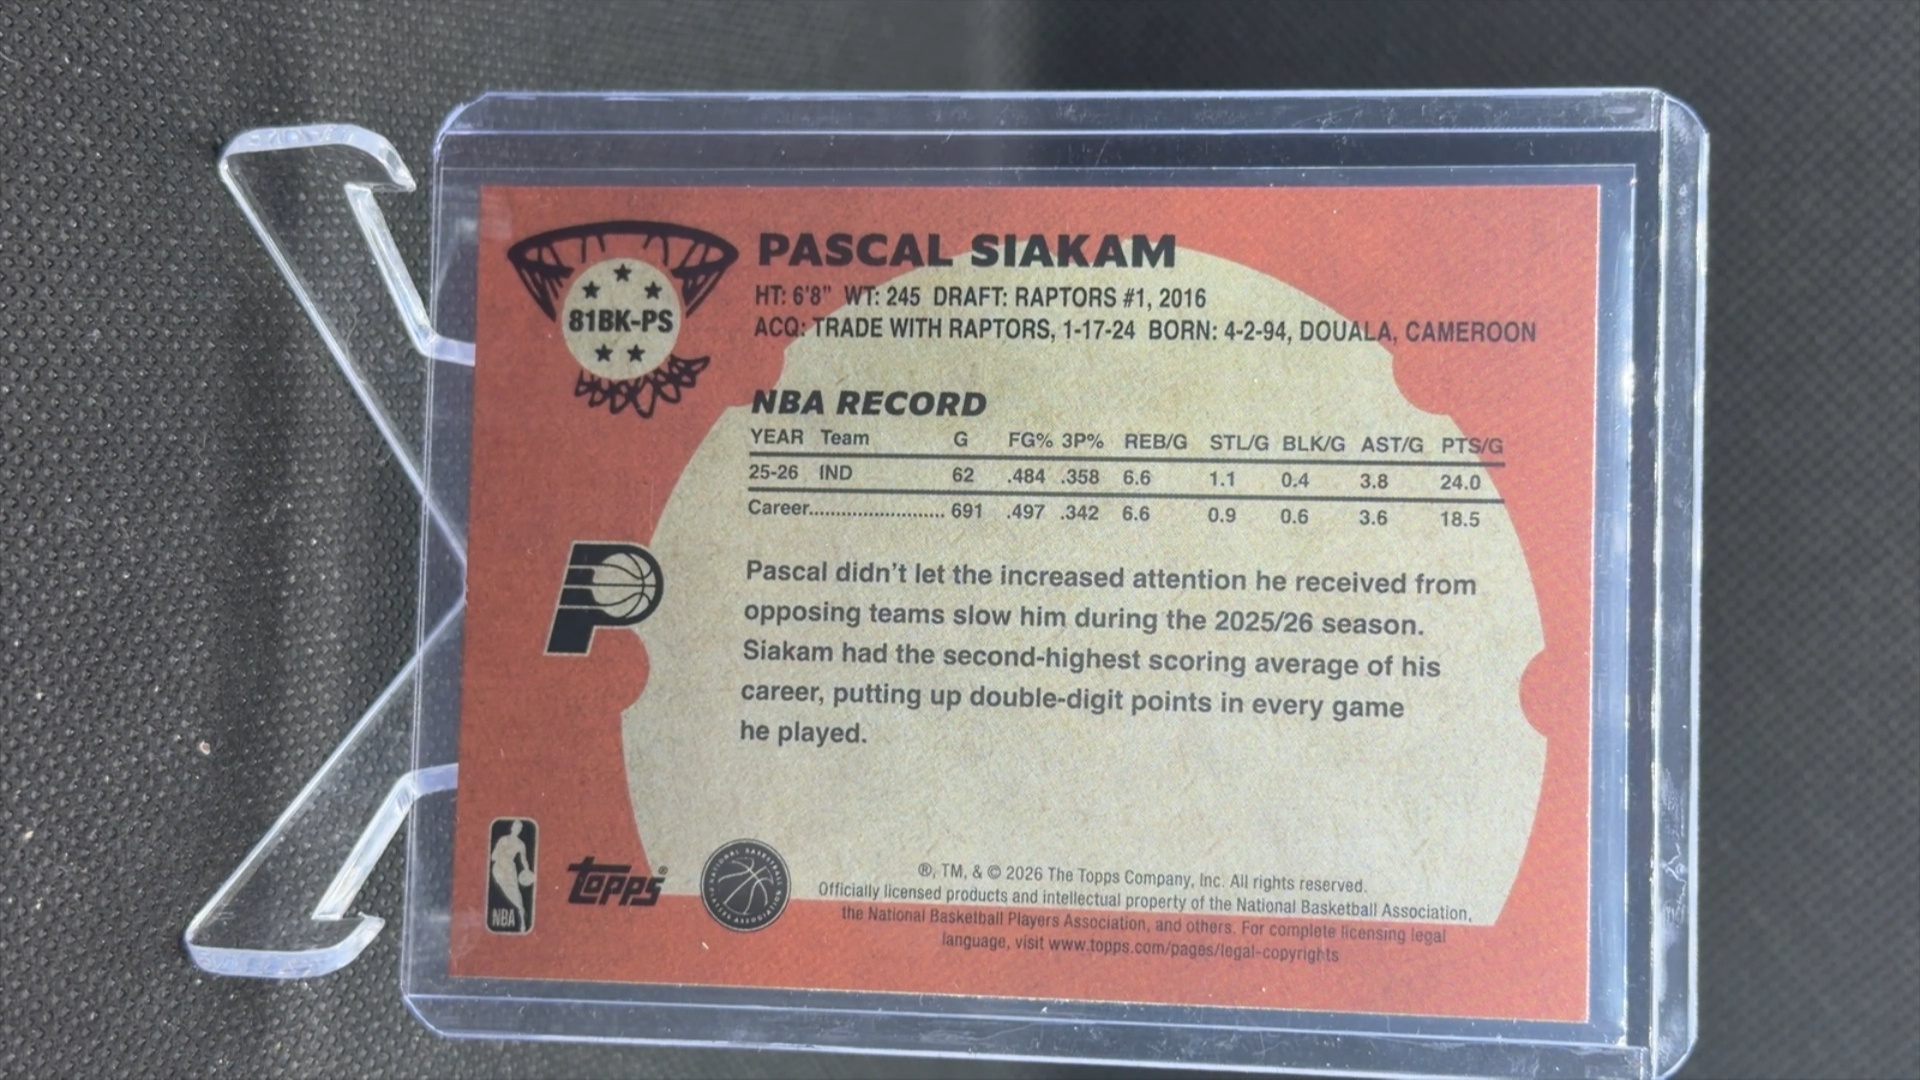 PASCAL SIAKAM
HT: 6'8" WT: 245 DRAFT: RAPTORS #1, 2016
ACQ: TRADE WITH RAPTORS, 1-17-24 BORN: 4-2-94, DOUALA, CAMEROON
81BK-PS
NBA RECORD
YEAR Team G FG% 3P% REB/G STL/G BLK/G AST/G PTS/G
25-26 IND 62 .484 .358 6.6 1.1 0.4 3.8 24.0
Career......................... 691 .497 .342 6.6 0.9 0.6 3.6 18.5
Pascal didn't let the increased attention he received from
opposing teams slow him during the 2025/26 season.
Siakam had the second-highest scoring average of his
career, putting up double-digit points in every game
he played.
NBA
topps®
NATIONAL BASKETBALL PLAYERS ASSOCIATION
®, TM, & © 2026 The Topps Company, Inc. All rights reserved.
Officially licensed products and intellectual property of the National Basketball Association,
the National Basketball Players Association, and others. For complete licensing legal
language, visit www.topps.com/pages/legal-copyrights